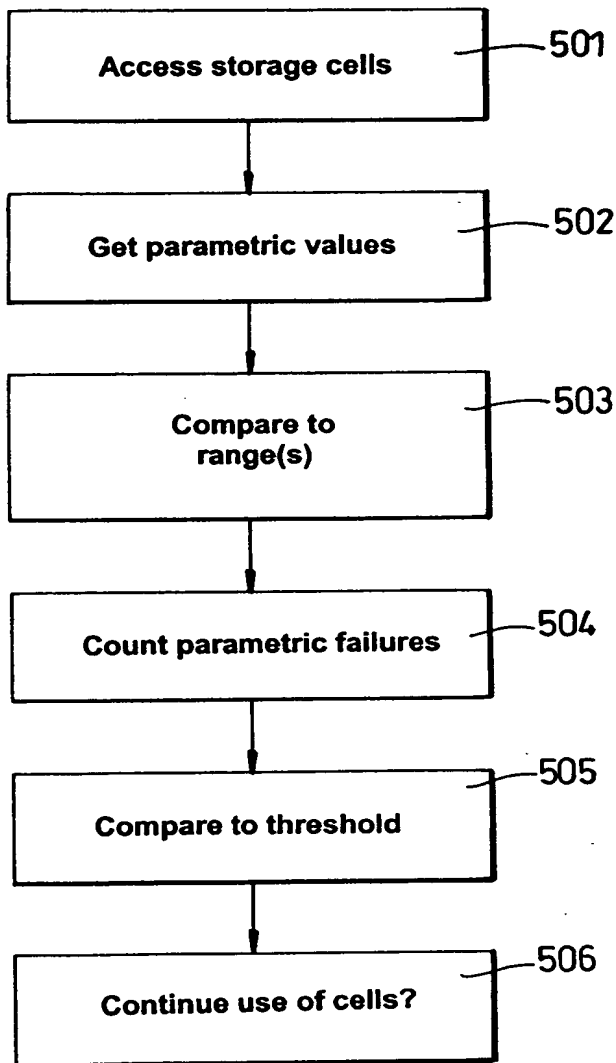 Access storage cells
501
Get parametric values
502
Compare to
range(s)
503
Count parametric failures
504
Compare to threshold
505
Continue use of cells?
506